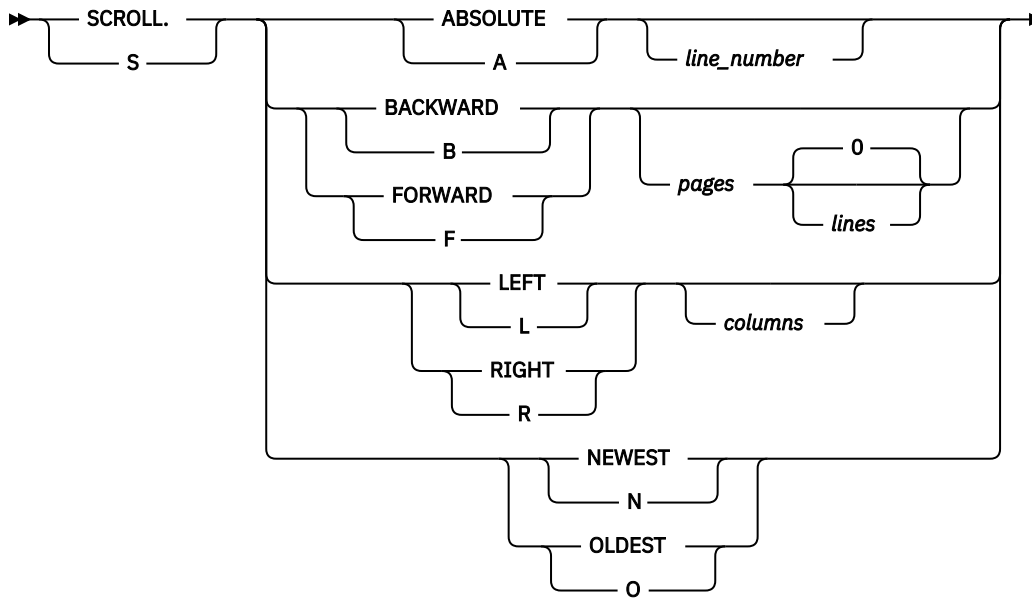 SCROLL.
S
ABSOLUTE
A
line_number
BACKWARD
B
FORWARD
F
pages
0
lines
LEFT
L
RIGHT
R
columns
NEWEST
N
OLDEST
O